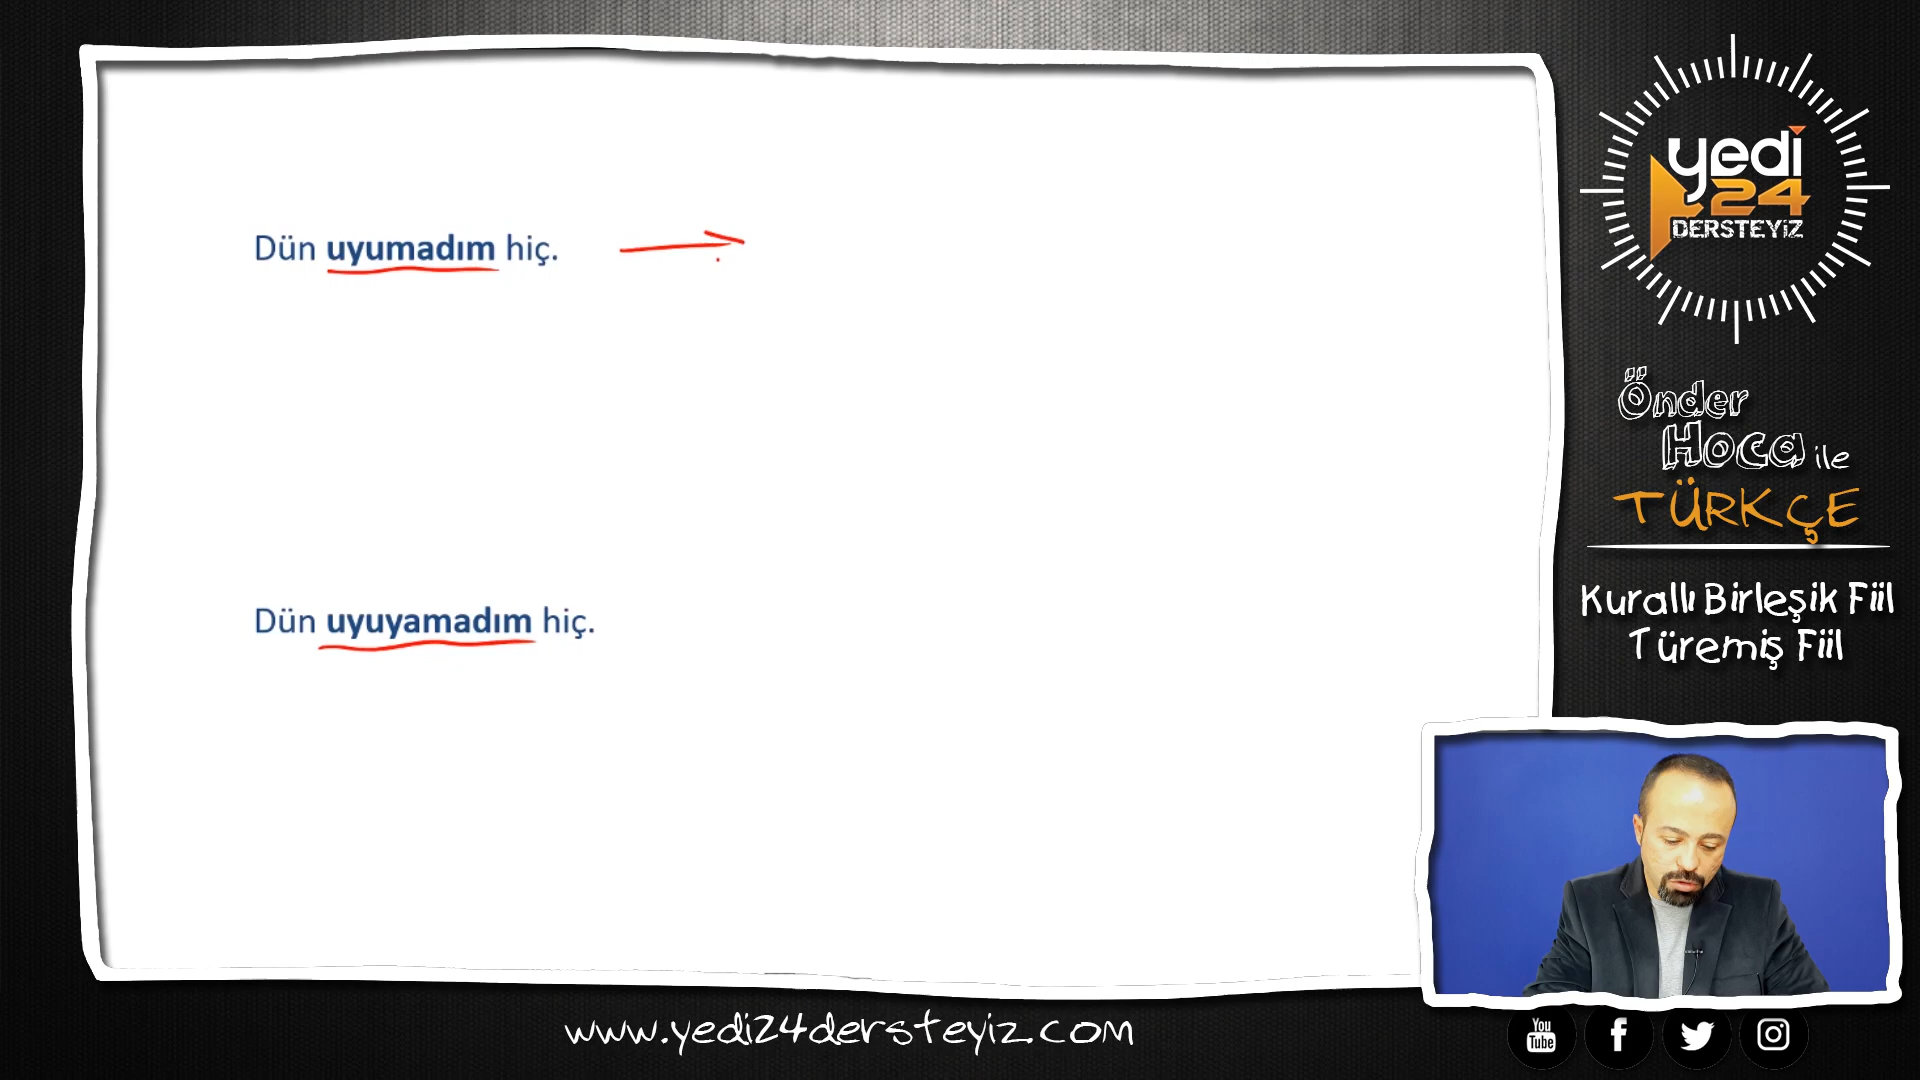 Dün uyumadım hiç.
Dün uyuyamadım hiç.
yedi
24
DERSTEYİZ
Önder
Hoca ile
TÜRKÇE
Kurallı Birleşik Fiil
Türemiş Fiil
www.yedi24dersteyiz.com
You
Tube